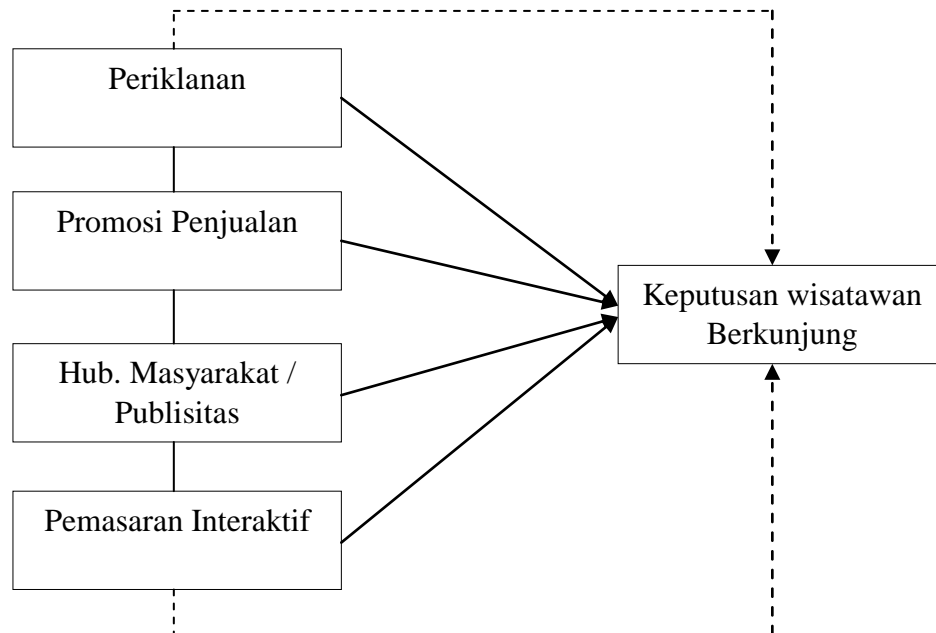 Periklanan
Promosi Penjualan
Hub. Masyarakat /
Publisitas
Pemasaran Interaktif
Keputusan wisatawan
Berkunjung